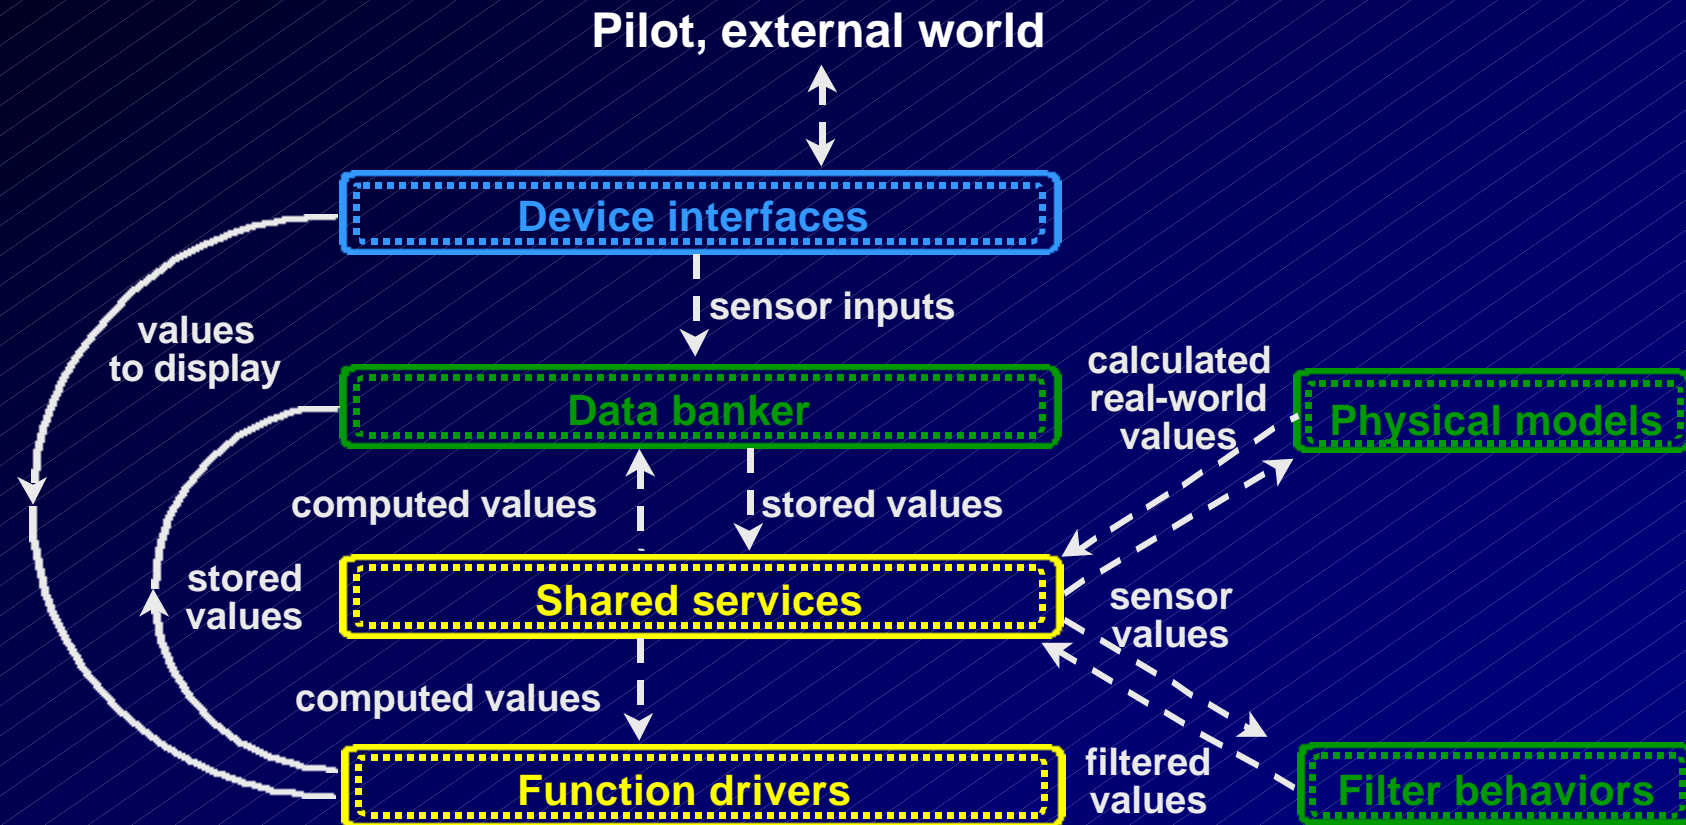 Pilot, external world
Device interfaces
sensor inputs
values
to display
calculated
real-world
values
Data banker
Physical models
computed values
stored values
stored
values
Shared services
sensor
values
computed values
filtered
values
Function drivers
Filter behaviors